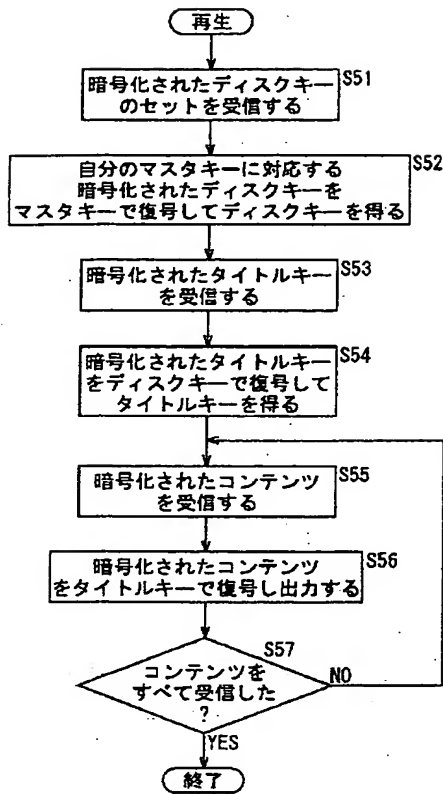 再生
暗号化されたディスクキー
のセットを受信する
S51
自分のマスタキーに対応する
暗号化されたディスクキーを
マスタキーで復号してディスクキーを得る
S52
暗号化されたタイトルキー
を受信する
S53
暗号化されたタイトルキー
をディスクキーで復号して
タイトルキーを得る
S54
暗号化されたコンテンツ
を受信する
S55
暗号化されたコンテンツ
をタイトルキーで復号し出力する
S56
S57
コンテンツを
すべて受信した
?
NO
YES
終了